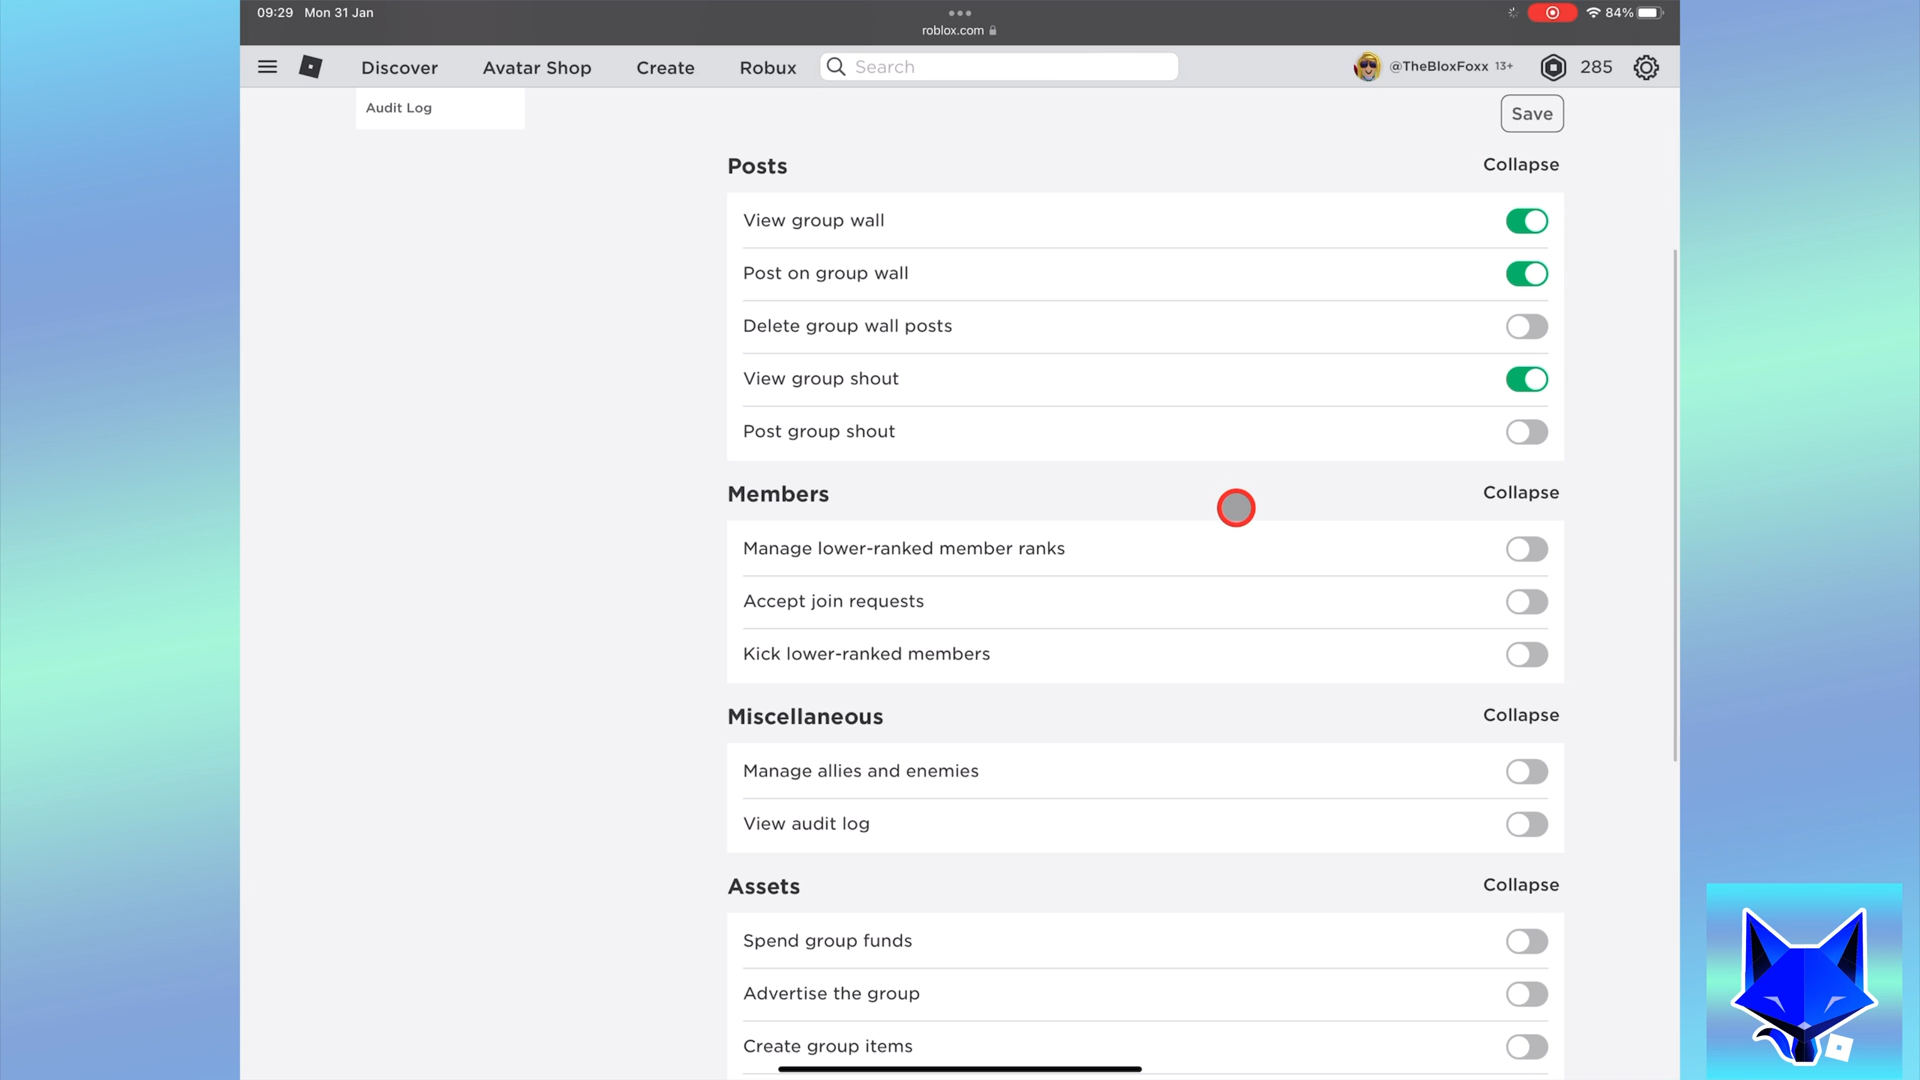 09:29 Mon 31 Jan
84%
roblox.com
Discover Avatar Shop Create Robux Search @TheBloxFoxx 13+ 285
Audit Log
Save
Posts Collapse
View group wall
Post on group wall
Delete group wall posts
View group shout
Post group shout
Members Collapse
Manage lower-ranked member ranks
Accept join requests
Kick lower-ranked members
Miscellaneous Collapse
Manage allies and enemies
View audit log
Assets Collapse
Spend group funds
Advertise the group
Create group items